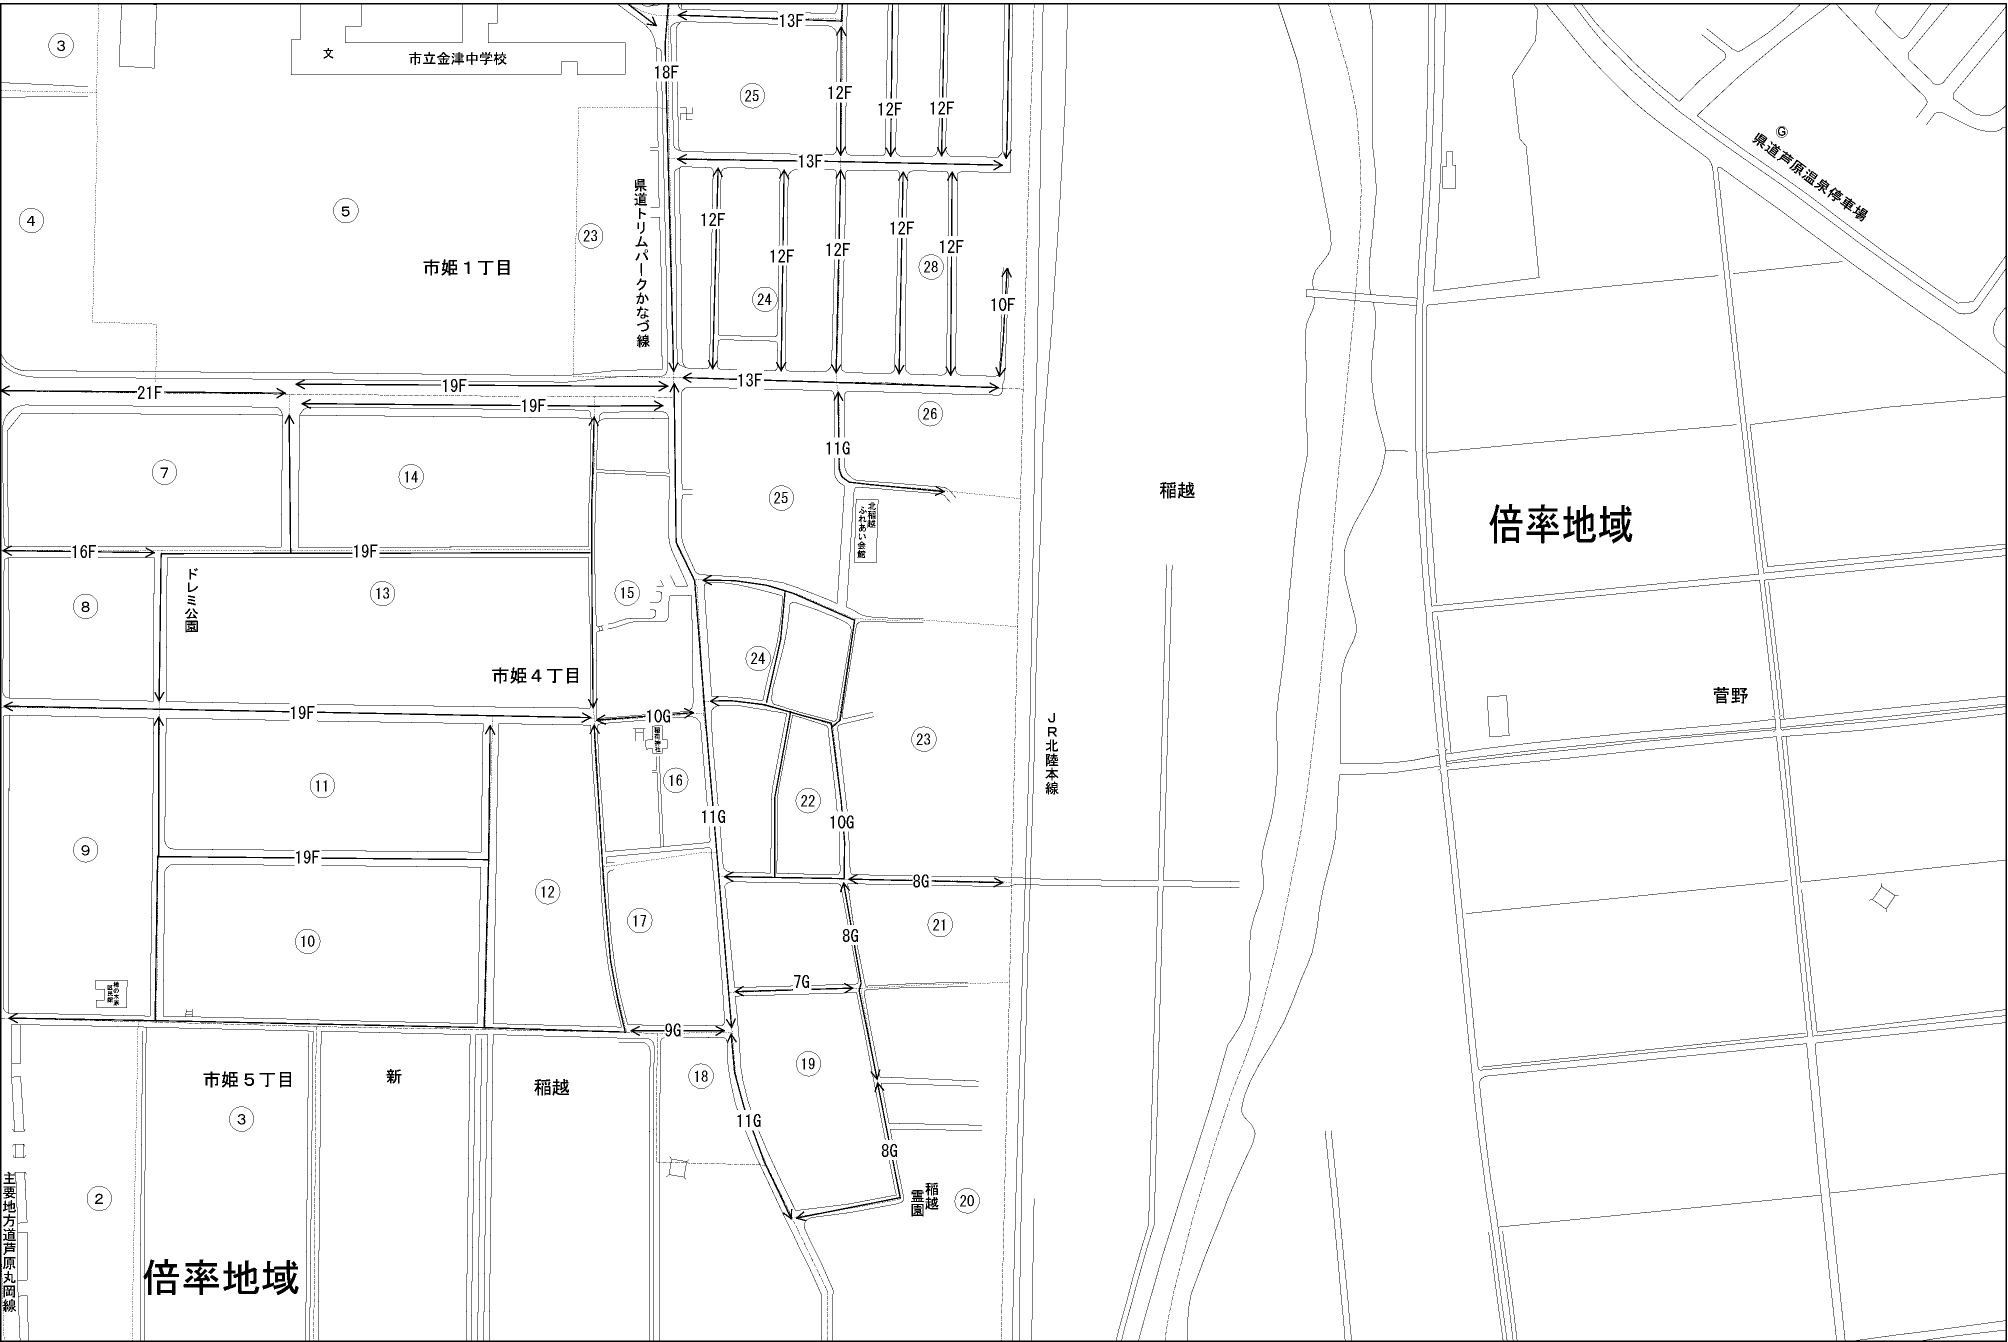 13F
③
文
市立金津中学校
18F
25
12F
12F
12F
G
県道芦原温泉停車場
13F
④
⑤
23
県道トリムパークかなづ線
12F
12F
12F
12F
12F
28
24
市姫１丁目
10F
21F
19F
13F
19F
26
11G
⑦
14
25
稲越
北稲越
ふれあい会館
倍率地域
16F
19F
ドレミ公園
⑧
13
15
24
市姫４丁目
菅野
19F
10G
稲荷神社
23
JR北陸本線
16
11
22
11G
10G
⑨
19F
12
8G
17
21
10
8G
7G
9G
19
18
市姫５丁目
新
稲越
③
11G
8G
②
稲越
霊園
20
主要地方道芦原丸岡線
倍率地域